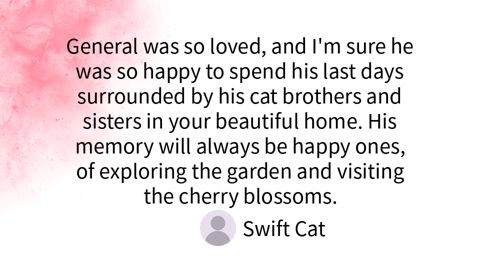 General was so loved, and I'm sure he
was so happy to spend his last days
surrounded by his cat brothers and
sisters in your beautiful home. His
memory will always be happy ones,
of exploring the garden and visiting
the cherry blossoms.
Swift Cat